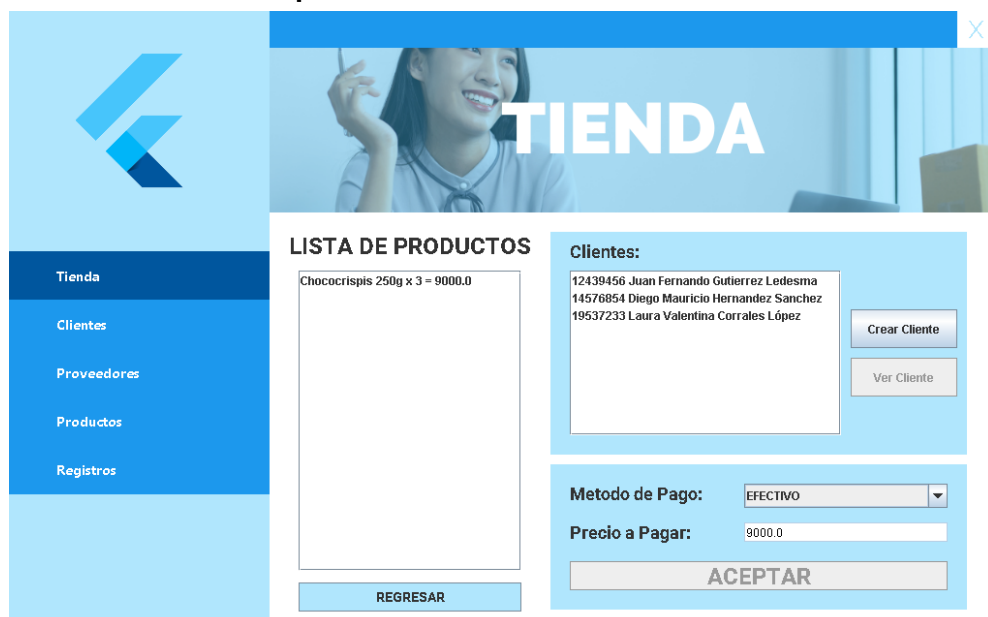 X
TIENDA
Tienda
Clientes
Proveedores
Productos
Registros
LISTA DE PRODUCTOS
Chococrispis 250g x 3 = 9000.0
REGRESAR
Clientes:
12439456 Juan Fernando Gutierrez Ledesma
14576854 Diego Mauricio Hernandez Sanchez
19537233 Laura Valentina Corrales López
Crear Cliente
Ver Cliente
Metodo de Pago:
EFECTIVO
Precio a Pagar:
9000.0
ACEPTAR